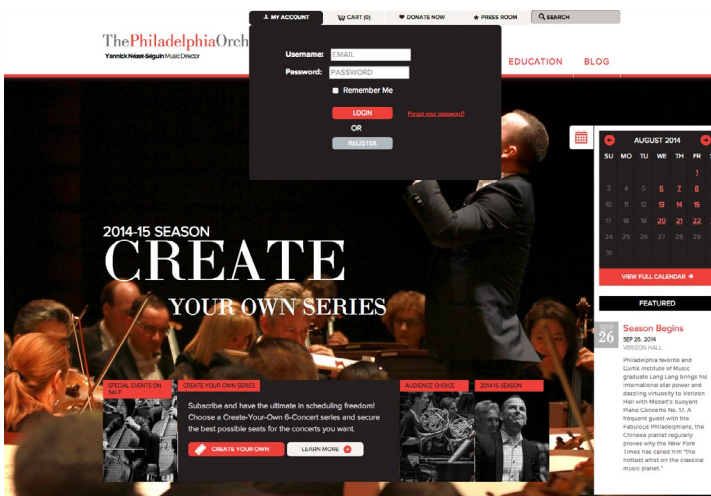 MY ACCOUNT
CART (0)
DONATE NOW
PRESS ROOM
SEARCH
ThePhiladelphiaOrch
Yannick Nézet-Séguin Music Director
Username: EMAIL
Password: PASSWORD
Remember Me
LOGIN
Forgot your password?
OR
REGISTER
EDUCATION
BLOG
2014-15 SEASON
CREATE
YOUR OWN SERIES
SPECIAL EVENTS ON
SALE
CREATE YOUR OWN SERIES
Subscribe and have the ultimate in scheduling freedom!
Choose a Create-Your-Own 6-Concert series and secure
the best possible seats for the concerts you want.
CREATE YOUR OWN
LEARN MORE
AUDIENCE CHOICE
2014-15 SEASON
AUGUST 2014
SU MO TU WE TH FR S
1
3 4 5 6 7 8
10 11 12 13 14 15
17 18 19 20 21 22
24 25 26 27 28 29
31
VIEW FULL CALENDAR
FEATURED
SEP
26
Season Begins
SEP 26, 2014
VERIZON HALL
Philadelphia favorite and
Curtis Institute of Music
graduate Lang Lang brings his
international star power and
dazzling virtuosity to Verizon
Hall with Mozart's buoyant
Piano Concerto No. 17. A
frequent guest with the
Fabulous Philadelphians, the
Chinese pianist regularly
proves why the New York
Times has called him "the
hottest artist on the classical
music planet."